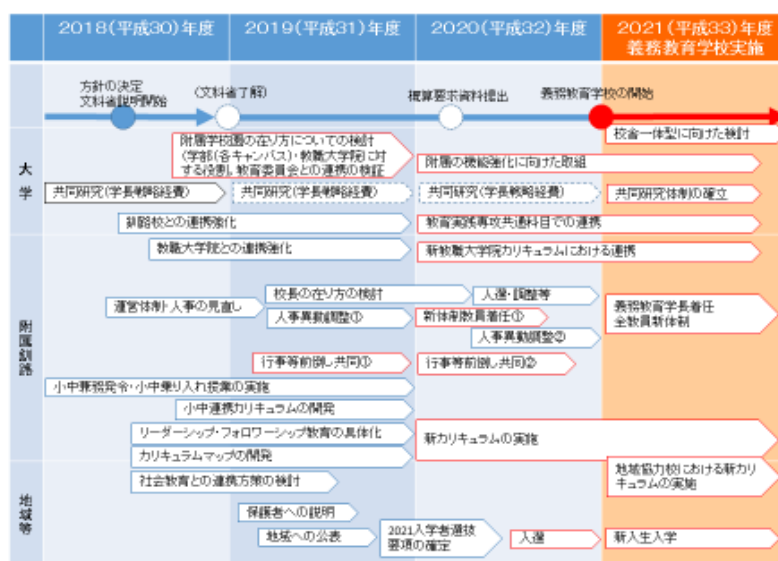 2018(平成30)年度
2019(平成31)年度
2020(平成32)年度
2021(平成33)年度
義務教育学校実施
方針の決定
文科省説明開始
(文科省了解)
概算要求資料提出
義務教育学校の開始
大学
校舎一体型に向けた検討
附属学校園の在り方についての検討
(学部(各キャンパス)・教職大学院に対
する役割、教育委員会との連携の検証
附属の機能強化に向けた取組
共同研究(学長戦略経費)
共同研究(学長戦略経費)
共同研究(学長戦略経費)
共同研究体制の確立
釧路校との連携強化
教育実践専攻共通科目での連携
教職大学院との連携強化
新教職大学院カリキュラムにおける連携
附属釧路
運営体制・人事の見直し
校長の在り方の検討
人選・調整等
義務教育学長着任
全教員新体制
人事異動調整①
新体制教員着任①
人事異動調整②
行事等前倒し共同①
行事等前倒し共同②
小中兼務発令・小中乗り入れ授業の実施
小中連携カリキュラムの開発
リーダーシップ・フォロワーシップ教育の具体化
新カリキュラムの実施
カリキュラムマップの開発
地域等
社会教育との連携方策の検討
地域協力校における新カリ
キュラムの実施
保護者への説明
地域への公表
2021入学者選抜
要項の確定
人選
新入生入学